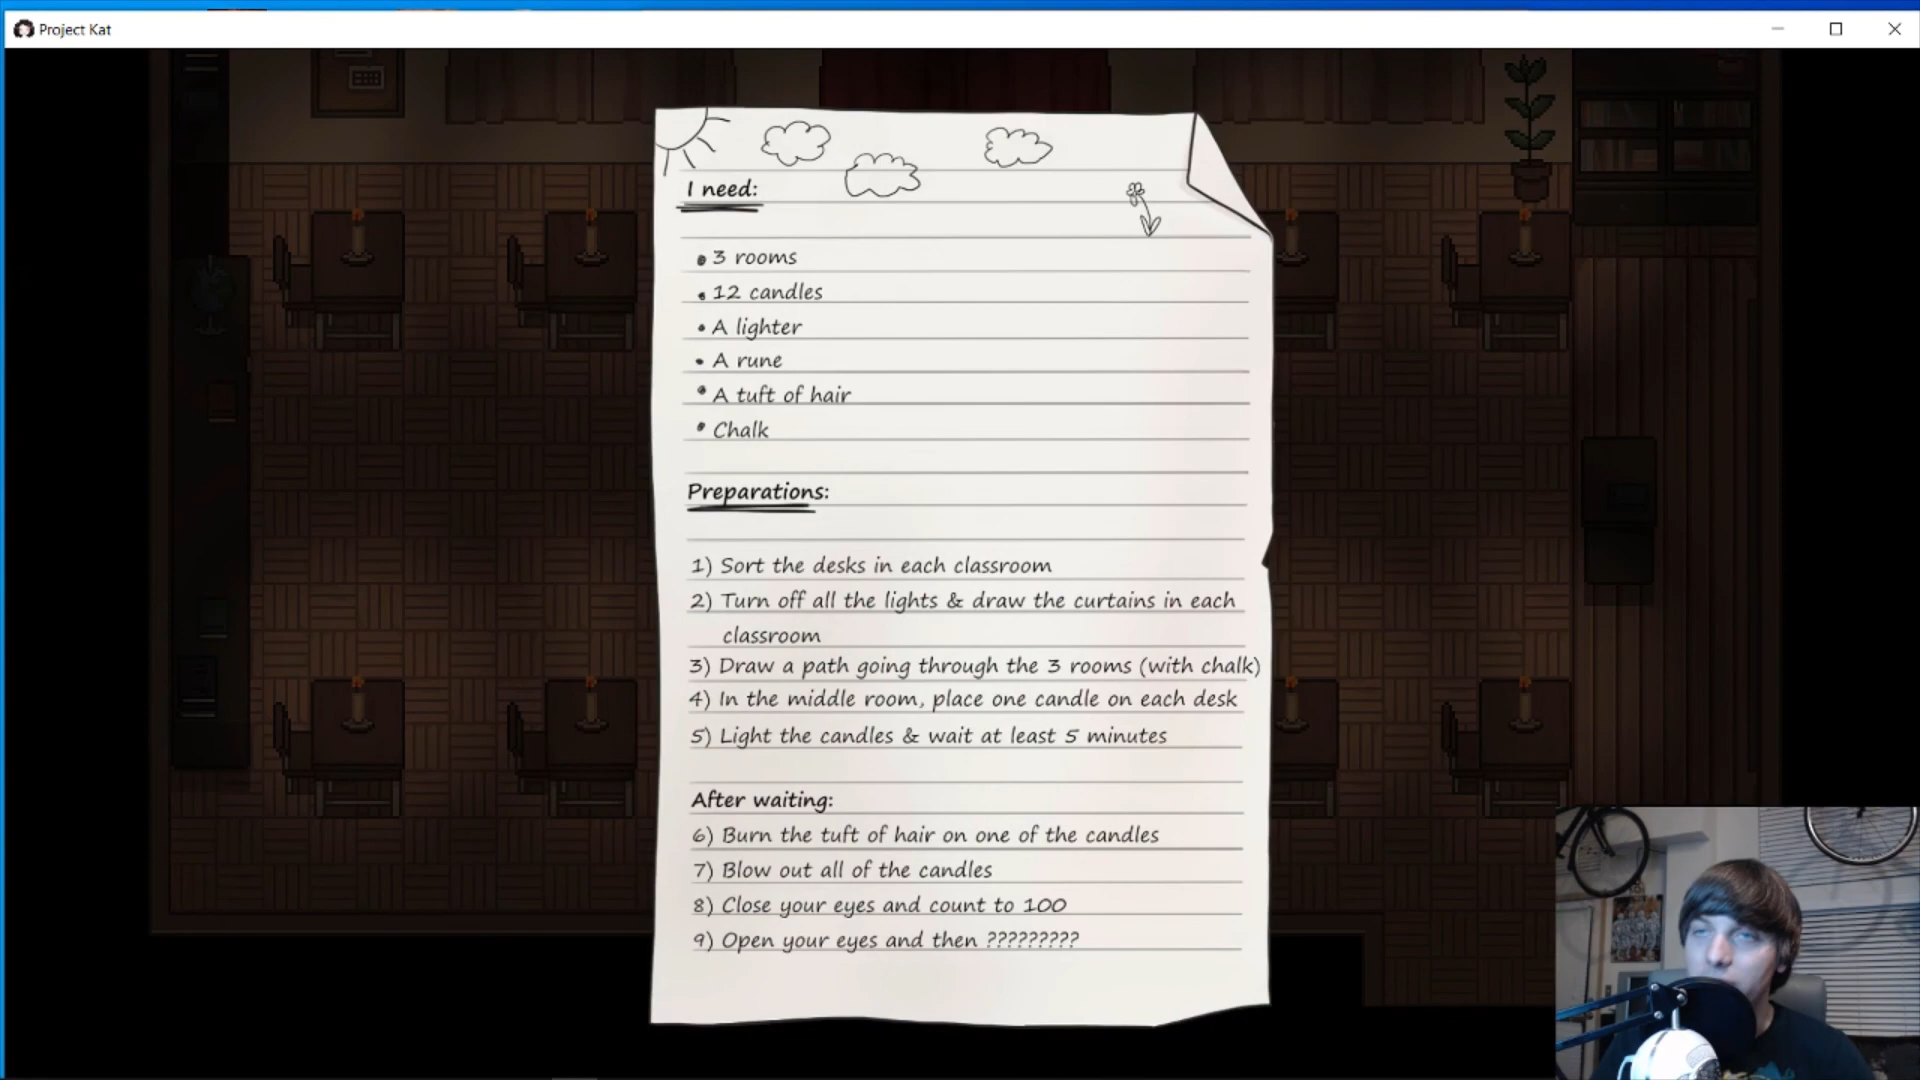 Project Kat
I need:
• 3 rooms
• 12 candles
• A lighter
• A rune
• A tuft of hair
• Chalk
Preparations:
1) Sort the desks in each classroom
2) Turn off all the lights & draw the curtains in each
classroom
3) Draw a path going through the 3 rooms (with chalk)
4) In the middle room, place one candle on each desk
5) Light the candles & wait at least 5 minutes
After waiting:
6) Burn the tuft of hair on one of the candles
7) Blow out all of the candles
8) Close your eyes and count to 100
9) Open your eyes and then ?????????